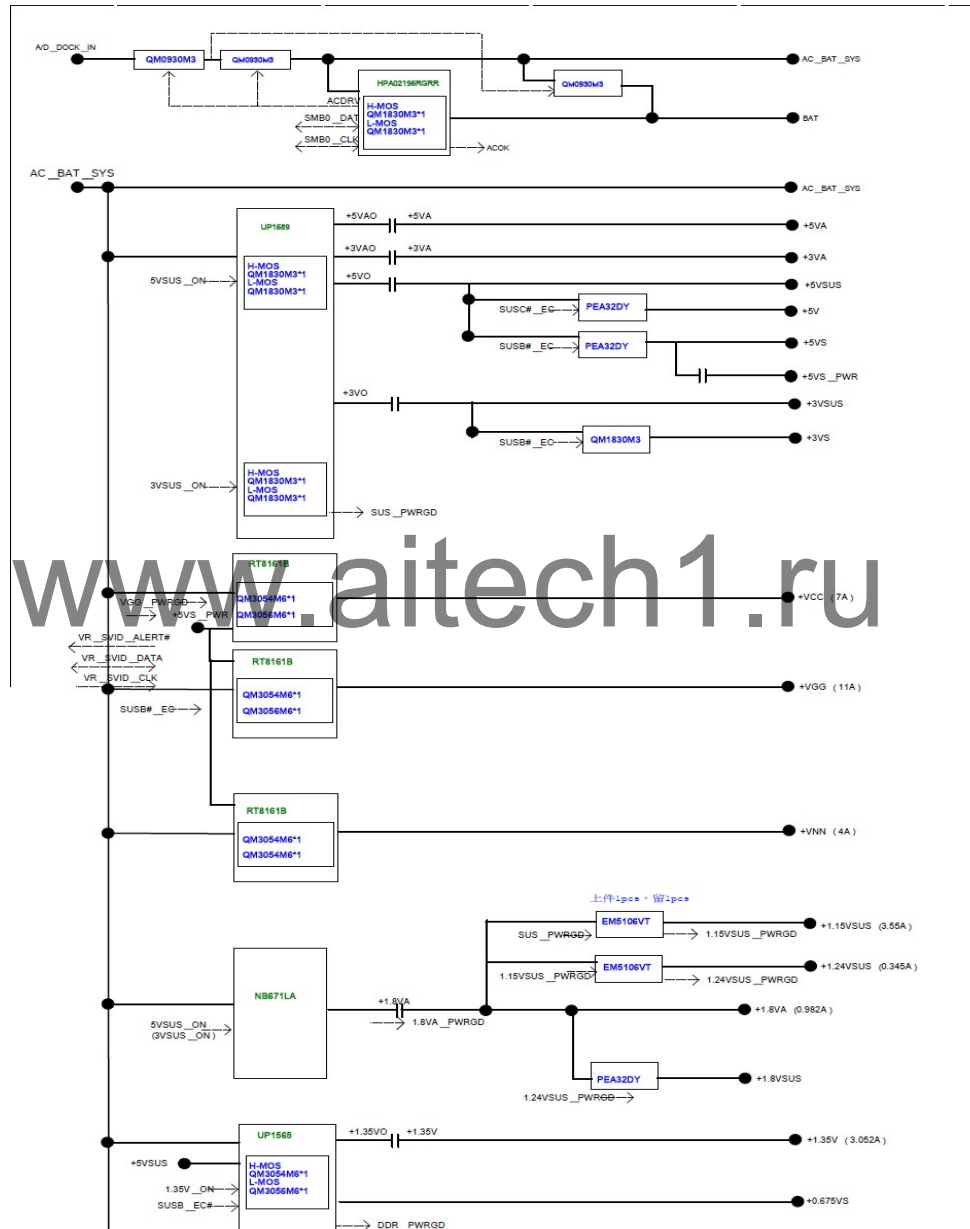 A/D_DOCK_IN
QM0930M3
QM0930M3
AC_BAT_SYS
HPA02196RGRR
QM0930M3
ACDRV
H-MOS
QM1830M3*1
L-MOS
QM1830M3*1
SMB0_DAT
SMB0_CLK
BAT
ACOK
AC_BAT_SYS
AC_BAT_SYS
UP1589
+5VAO
+5VA
+5VA
+3VAO
+3VA
+3VA
5VSUS_ON
H-MOS
QM1830M3*1
L-MOS
QM1830M3*1
+5VO
+5VSUS
SUSC#_EC
PEA32DY
+5V
SUSB#_EC
PEA32DY
+5VS
+5VS_PWR
+3VO
+3VSUS
SUSB#_EC
QM1830M3
+3VS
3VSUS_ON
H-MOS
QM1830M3*1
L-MOS
QM1830M3*1
SUS_PWRGD
www.aitech1.ru
RT8161B
VGG_PWRGD
QM3054M6*1
QM3056M6*1
+VCC (7A)
+5VS_PWR
VR_SVID_ALERT#
VR_SVID_DATA
VR_SVID_CLK
RT8161B
QM3054M6*1
QM3056M6*1
+VGG (11A)
SUSB#_EC
RT8161B
QM3054M6*1
QM3054M6*1
+VNN (4A)
上件1pcs，留1pcs
SUS_PWRGD
EM5106VT
1.15VSUS_PWRGD
+1.15VSUS (3.55A)
1.15VSUS_PWRGD
EM5106VT
1.24VSUS_PWRGD
+1.24VSUS (0.345A)
NB671LA
+1.8VA
1.8VA_PWRGD
+1.8VA (0.982A)
5VSUS_ON
(3VSUS_ON)
PEA32DY
+1.8VSUS
1.24VSUS_PWRGD
UP1565
+1.35VO
+1.35V
+1.35V (3.052A)
+5VSUS
H-MOS
QM3054M6*1
L-MOS
QM3056M6*1
1.35V_ON
SUSB_EC#
+0.675VS
DDR_PWRGD